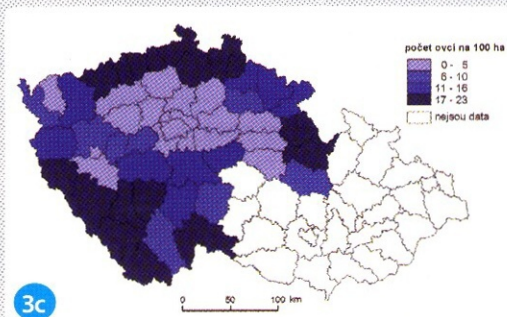 počet ovcí na 100 ha
0 - 5
6 - 10
11 - 16
17 - 23
nejsou data
3c
0 50 100 km